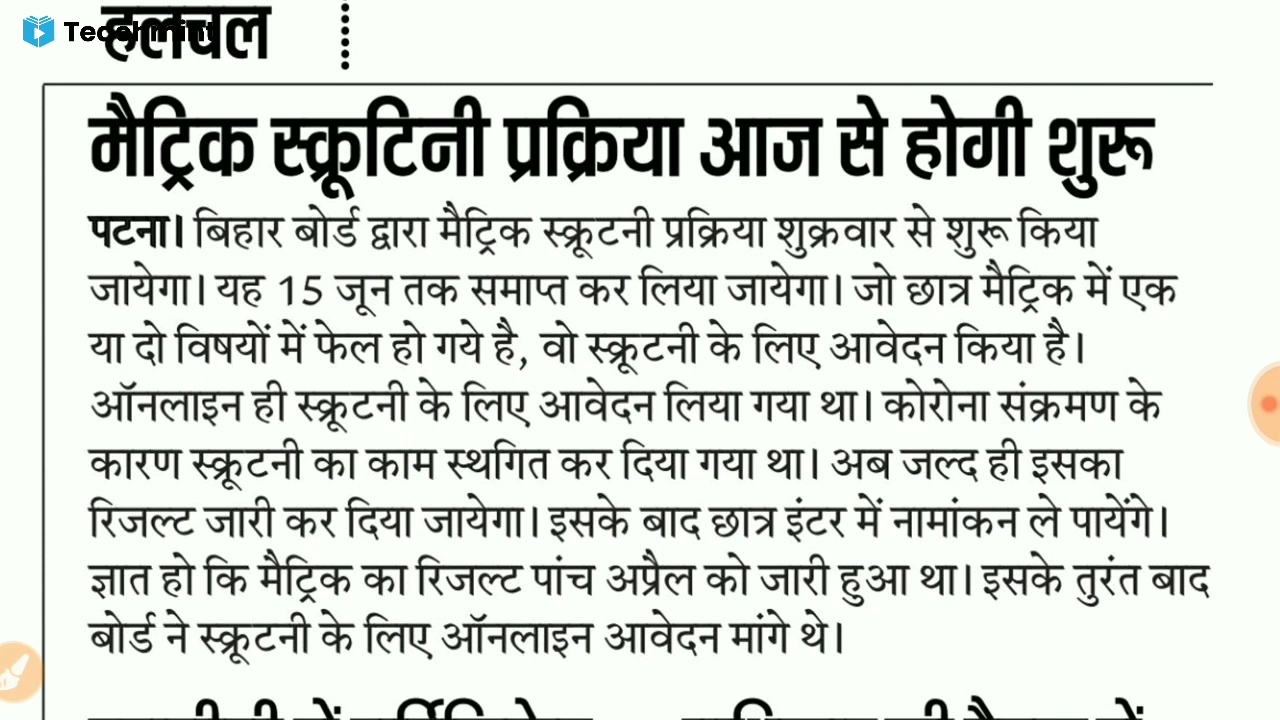 Teachmint
हलचल
मैट्रिक स्क्रूटिनी प्रक्रिया आज से होगी शुरू
पटना। बिहार बोर्ड द्वारा मैट्रिक स्क्रूटनी प्रक्रिया शुक्रवार से शुरू किया
जायेगा। यह 15 जून तक समाप्त कर लिया जायेगा। जो छात्र मैट्रिक में एक
या दो विषयों में फेल हो गये है, वो स्क्रूटनी के लिए आवेदन किया है।
ऑनलाइन ही स्क्रूटनी के लिए आवेदन लिया गया था। कोरोना संक्रमण के
कारण स्क्रूटनी का काम स्थगित कर दिया गया था। अब जल्द ही इसका
रिजल्ट जारी कर दिया जायेगा। इसके बाद छात्र इंटर में नामांकन ले पायेंगे।
ज्ञात हो कि मैट्रिक का रिजल्ट पांच अप्रैल को जारी हुआ था। इसके तुरंत बाद
बोर्ड ने स्क्रूटनी के लिए ऑनलाइन आवेदन मांगे थे।